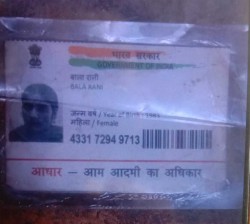 भारत सरकार
GOVERNMENT OF INDIA
बाला रानी
BALA RANI
जन्म वर्ष / Year of
महिला / Female
4331 7294 9713
आधार - आम आदमी का अधिकार